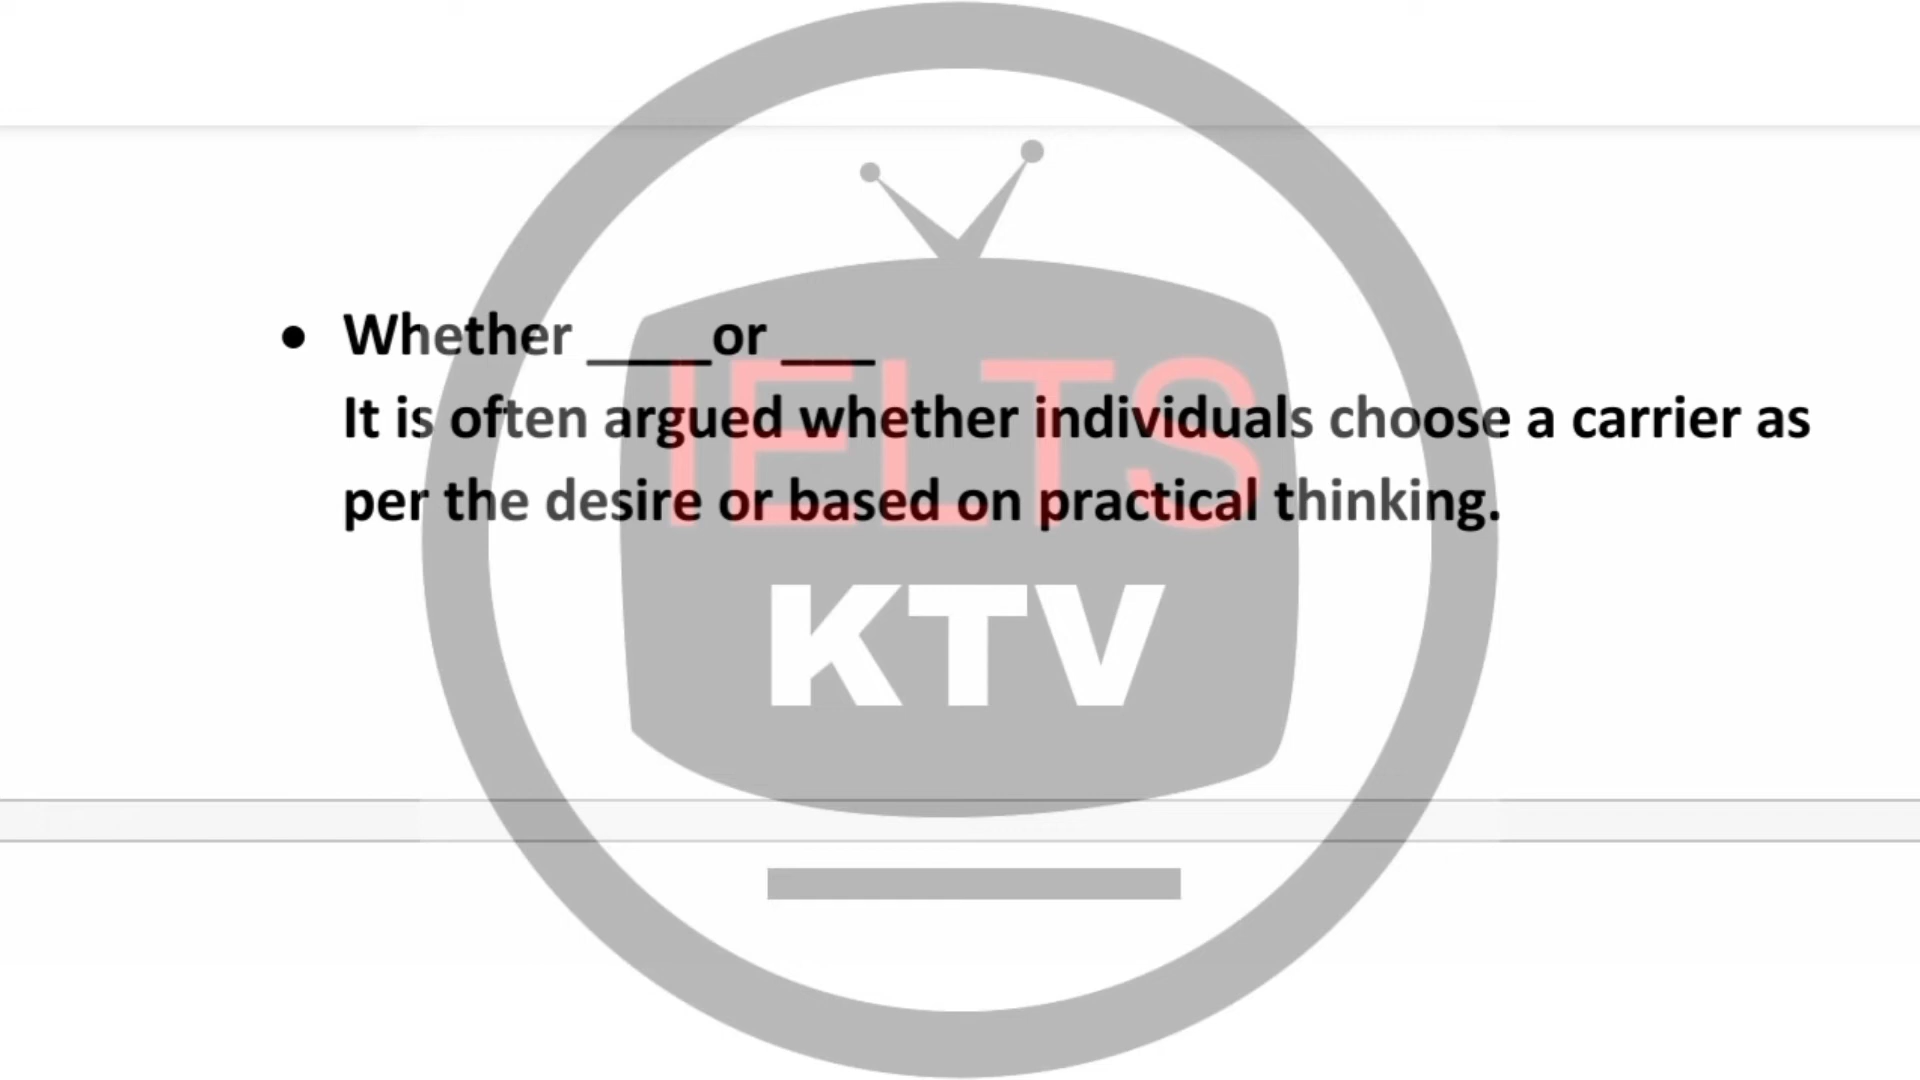 • Whether ____or ___
It is often argued whether individuals choose a carrier as
per the desire or based on practical thinking.
IELTS
KTV